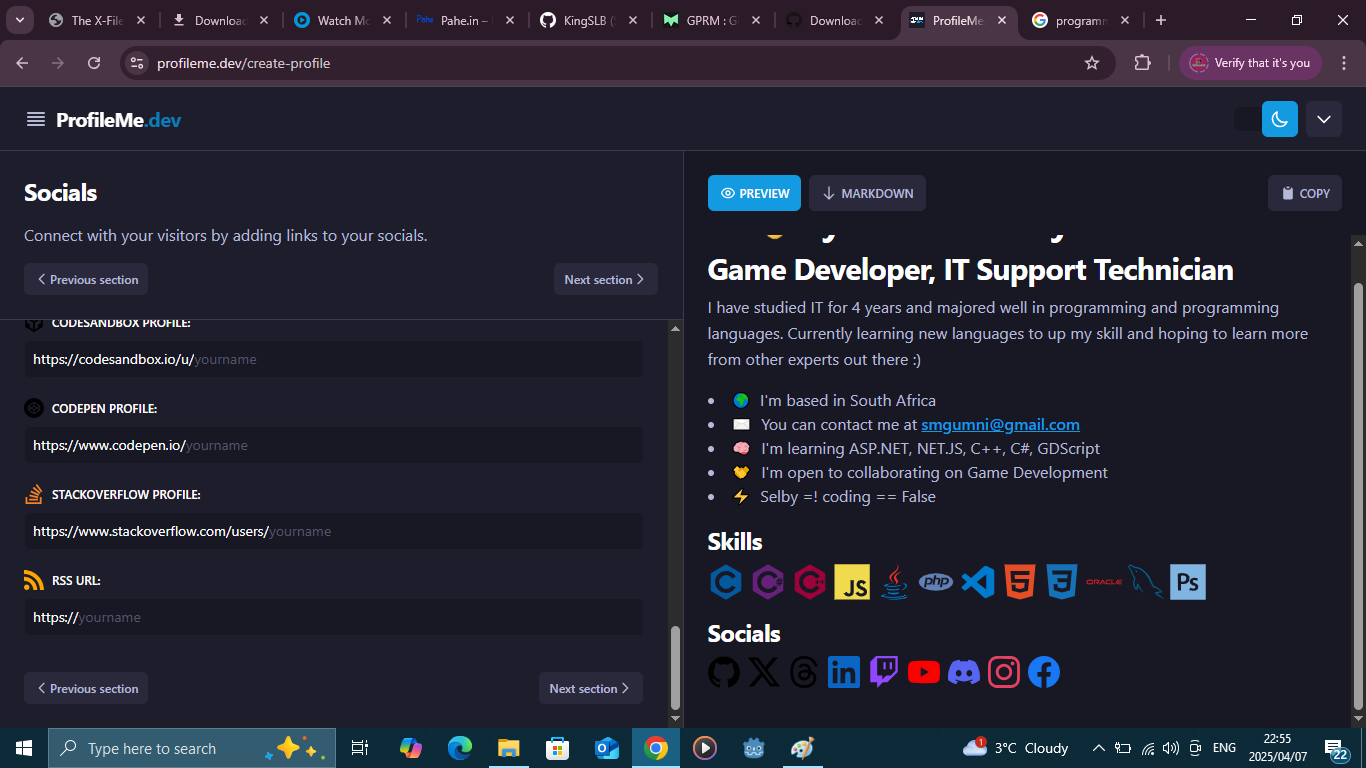 The X-File
Download
Watch Mo
Pahe.in –
KingSLB (
GPRM : G
Download
ProfileMe
program
profileme.dev/create-profile
Verify that it's you
ProfileMe.dev
Socials
Connect with your visitors by adding links to your socials.
Previous section
Next section
CODESANDBOX PROFILE:
https://codesandbox.io/u/yourname
CODEPEN PROFILE:
https://www.codepen.io/yourname
STACKOVERFLOW PROFILE:
https://www.stackoverflow.com/users/yourname
RSS URL:
https://yourname
Previous section
Next section
PREVIEW
MARKDOWN
COPY
Game Developer, IT Support Technician
I have studied IT for 4 years and majored well in programming and programming
languages. Currently learning new languages to up my skill and hoping to learn more
from other experts out there :)
I'm based in South Africa
You can contact me at smgumni@gmail.com
I'm learning ASP.NET, NET.JS, C++, C#, GDScript
I'm open to collaborating on Game Development
Selby =! coding == False
Skills
JS
php
ORACLE
Ps
Socials
Type here to search
1
3°C Cloudy
ENG
22:55
2025/04/07
22